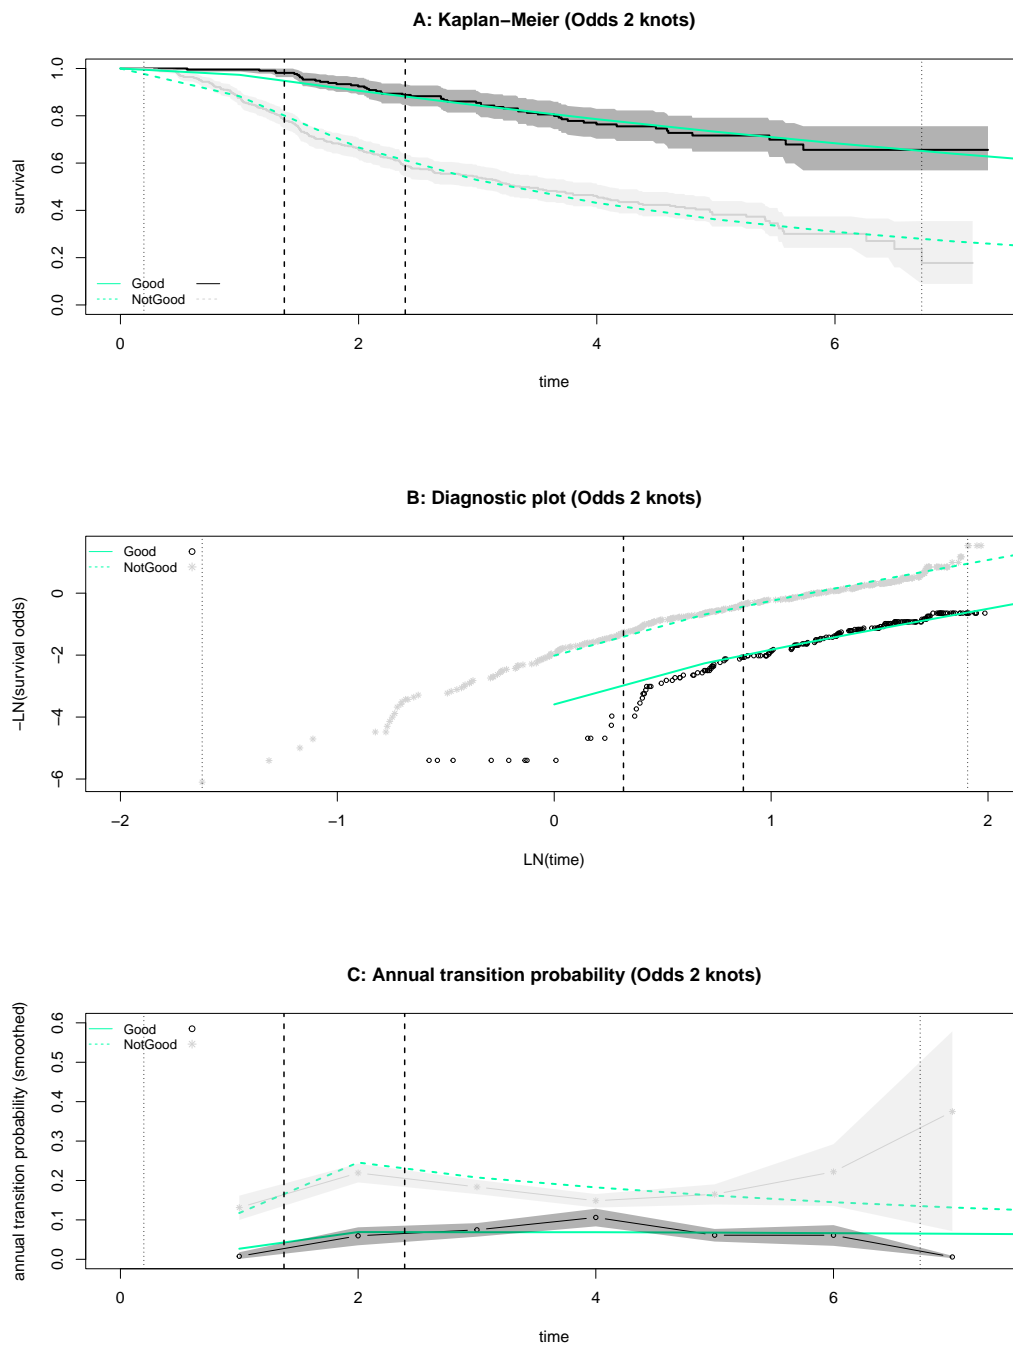 A: Kaplan−Meier (Odds 2 knots)
survival
1.0
0.8
0.6
0.4
0.2
0.0
Good
NotGood
0 2 4 6
time
B: Diagnostic plot (Odds 2 knots)
−LN(survival odds)
Good
NotGood
0
−2
−4
−6
−2 −1 0 1 2
LN(time)
C: Annual transition probability (Odds 2 knots)
annual transition probability (smoothed)
Good
NotGood
0.6
0.5
0.4
0.3
0.2
0.1
0.0
0 2 4 6
time